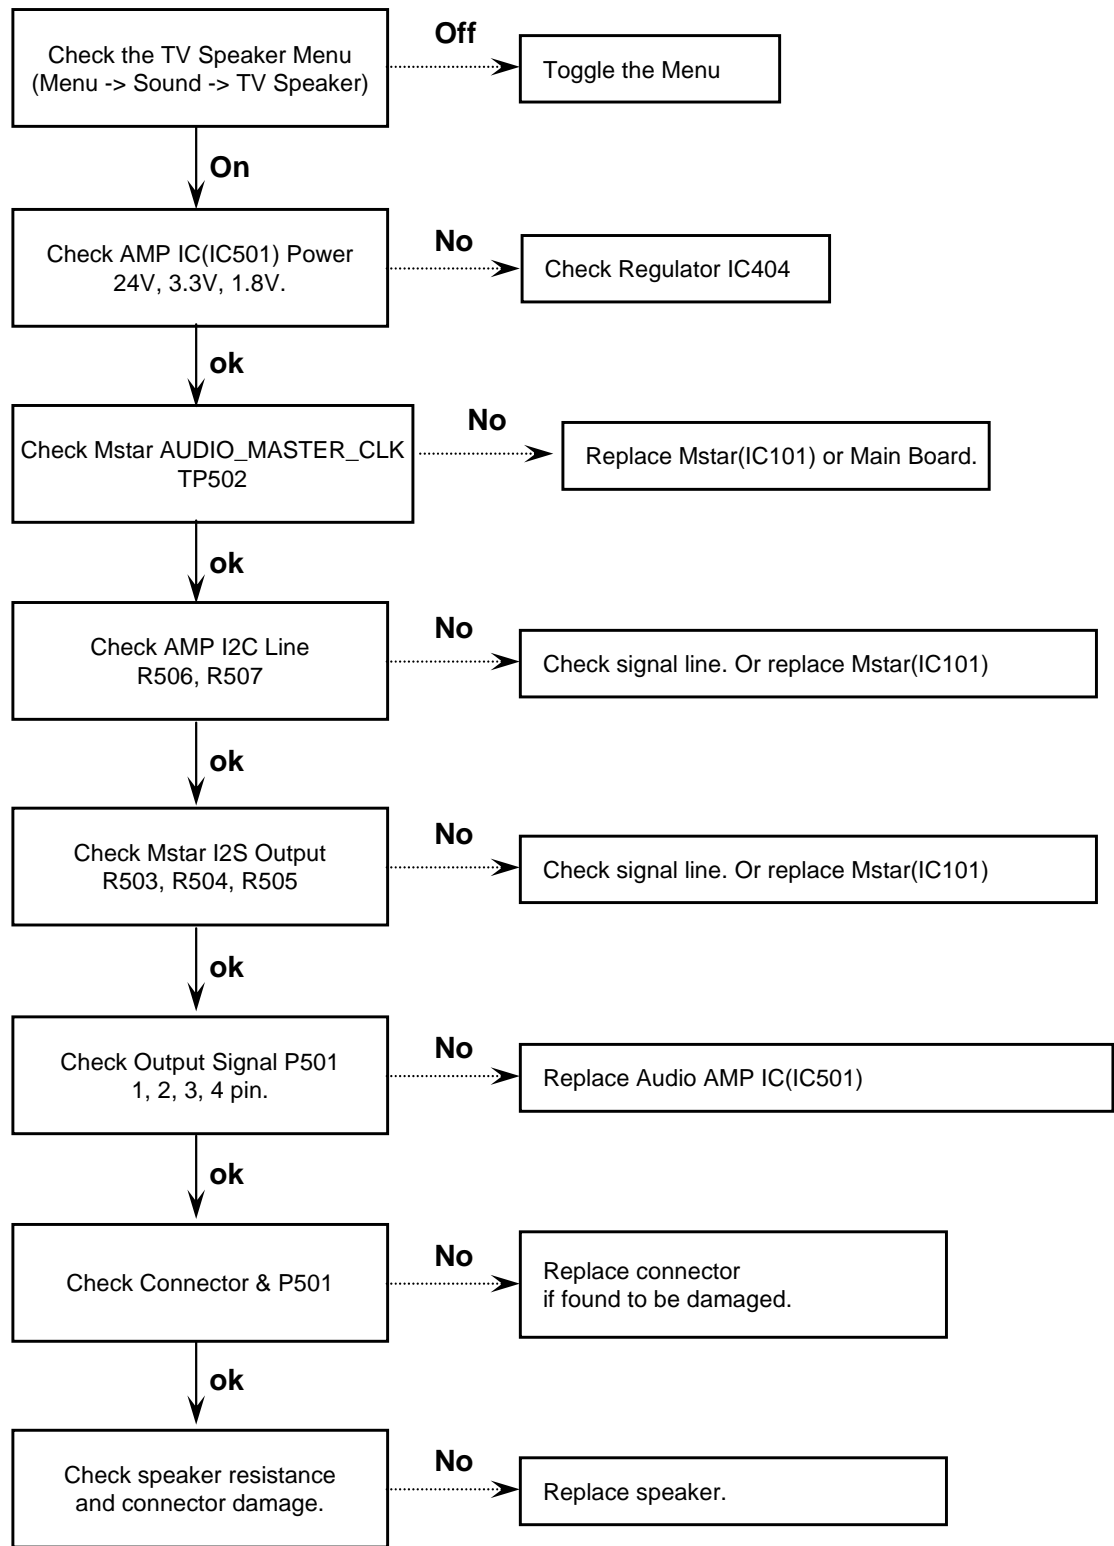 Check the TV Speaker Menu
(Menu -> Sound -> TV Speaker)
Off
Toggle the Menu
On
Check AMP IC(IC501) Power
24V, 3.3V, 1.8V.
No
Check Regulator IC404
ok
Check Mstar AUDIO_MASTER_CLK
TP502
No
Replace Mstar(IC101) or Main Board.
ok
Check AMP I2C Line
R506, R507
No
Check signal line. Or replace Mstar(IC101)
ok
Check Mstar I2S Output
R503, R504, R505
No
Check signal line. Or replace Mstar(IC101)
ok
Check Output Signal P501
1, 2, 3, 4 pin.
No
Replace Audio AMP IC(IC501)
ok
Check Connector & P501
No
Replace connector
if found to be damaged.
ok
Check speaker resistance
and connector damage.
No
Replace speaker.